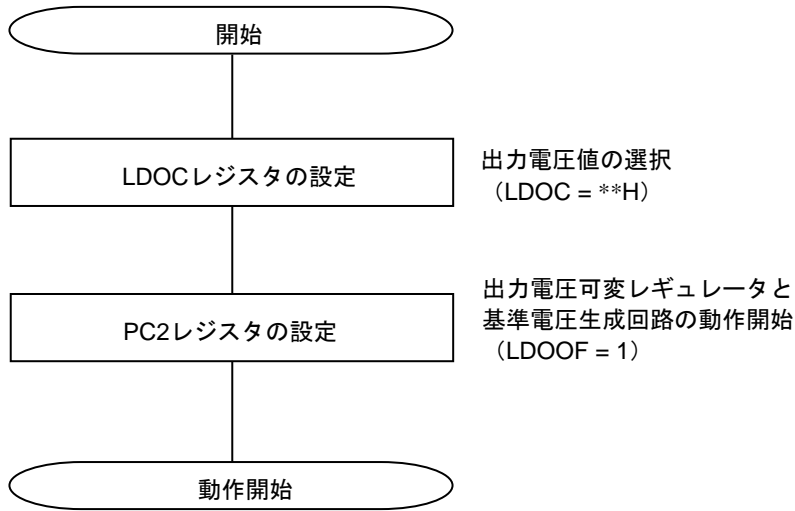 開始
LDOCレジスタの設定
出力電圧値の選択
（LDOC = **H）
PC2レジスタの設定
出力電圧可変レギュレータと
基準電圧生成回路の動作開始
（LDOOF = 1）
動作開始